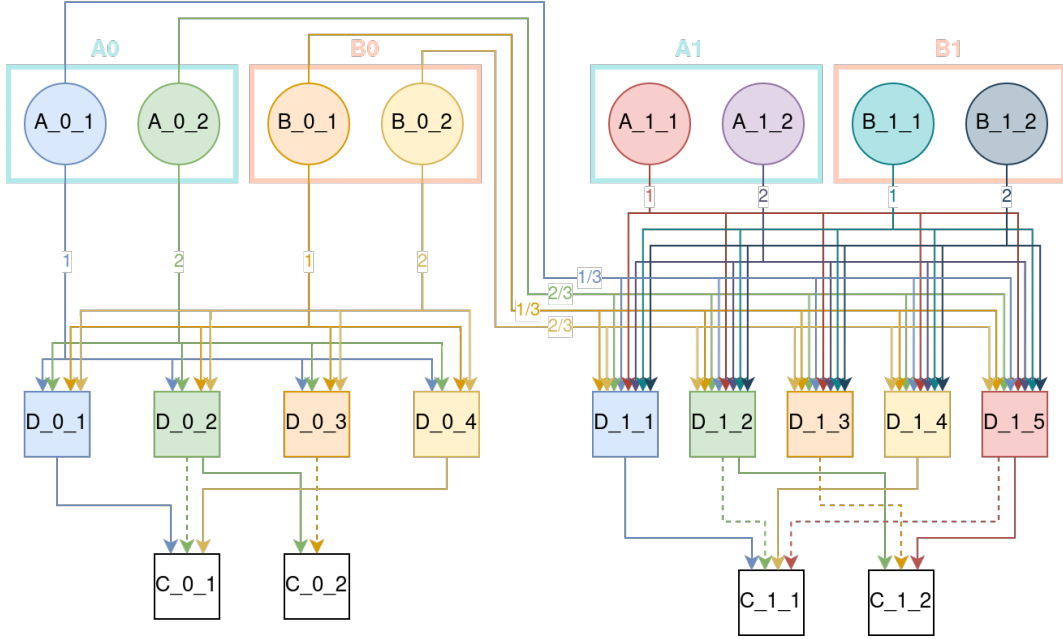 A0
B0
A1
B1
A_0_1
A_0_2
B_0_1
B_0_2
A_1_1
A_1_2
B_1_1
B_1_2
1
2
1
2
1
2
1
2
1/3
2/3
1/3
2/3
D_0_1
D_0_2
D_0_3
D_0_4
D_1_1
D_1_2
D_1_3
D_1_4
D_1_5
C_0_1
C_0_2
C_1_1
C_1_2